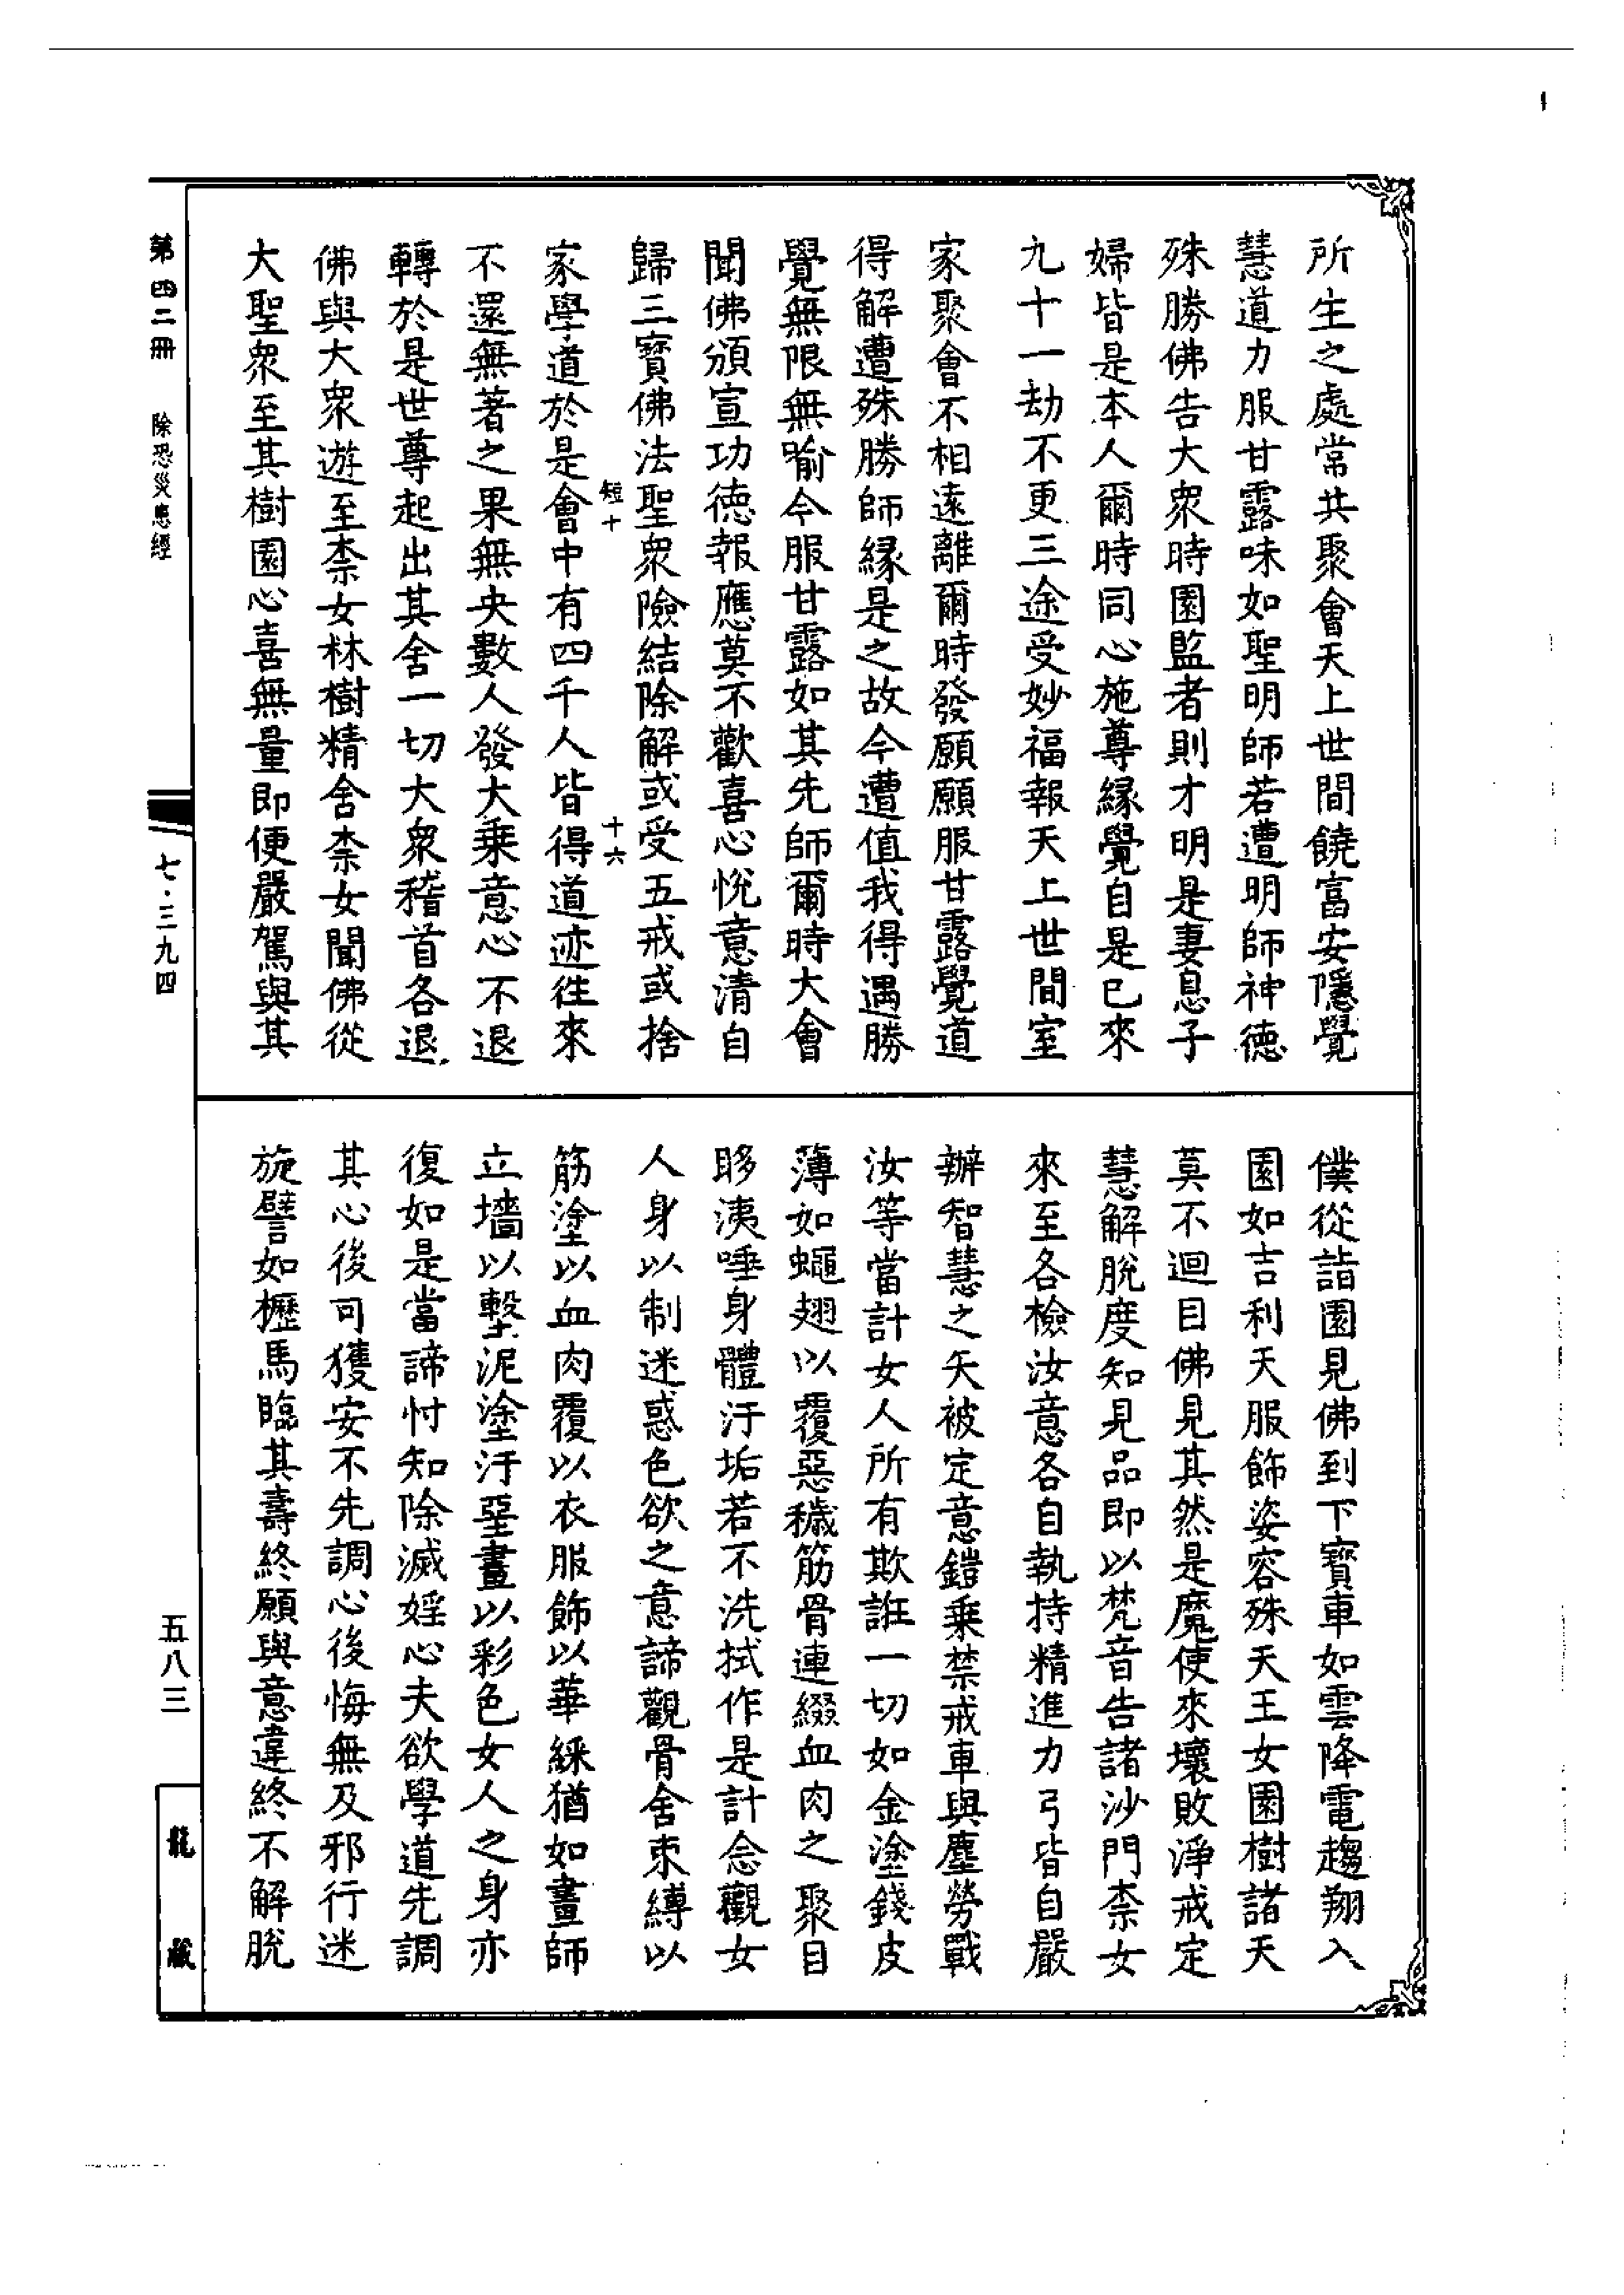 所生之處常共聚會天上世間饒富安隱覺
慧道力服甘露味如聖明師若遭明師神德
殊勝佛告大衆時園監者則才明是妻息子
婦皆是本人爾時同心施尊緣覺自是已來
九十一劫不更三途受妙福報天上世間室
家聚會不相遠離爾時發願願服甘露覺道
得解遭殊勝師緣是之故今遭值我得遇勝
覺無限無喻今服甘露如其先師爾時大會
聞佛頒宣功德報應莫不歡喜心悅意清自
歸三寶佛法聖衆險結除解或受五戒或捨
短十
十六
家學道於是會中有四千人皆得道迹往來
不還無著之果無央數人發大乘意心不退
轉於是世尊起出其舍一切大衆稽首各退
佛與大衆遊至柰女林樹精舍柰女聞佛從
大聖衆至其樹園心喜無量即便嚴駕與其
僕從詣園見佛到下寶車如雲降電趨翔入
園如吉利天服飾姿容殊天王女園樹諸天
莫不迴目佛見其然是魔使來壞敗淨戒定
慧解脫度知見品即以梵音告諸沙門柰女
來至各檢汝意各自執持精進力弓皆自嚴
辦智慧之矢被定意鎧乘禁戒車與塵勞戰
汝等當計女人所有欺誑一切如金塗錢皮
薄如蠅翅以覆惡穢筋骨連綴血肉之聚目
眵洟唾身體汙垢若不洗拭作是計念觀女
人身以制迷惑色欲之意諦觀骨舍束縛以
筋塗以血肉覆以衣服飾以華綵猶如畫師
立墻以墼泥塗汙堊畫以彩色女人之身亦
復如是當諦忖知除滅婬心夫欲學道先調
其心後可獲安不先調心後悔無及邪行迷
旋譬如櫪馬臨其壽終願與意違終不解脫
第四二冊
除恐災患經
七·三九四
五八三
龍藏